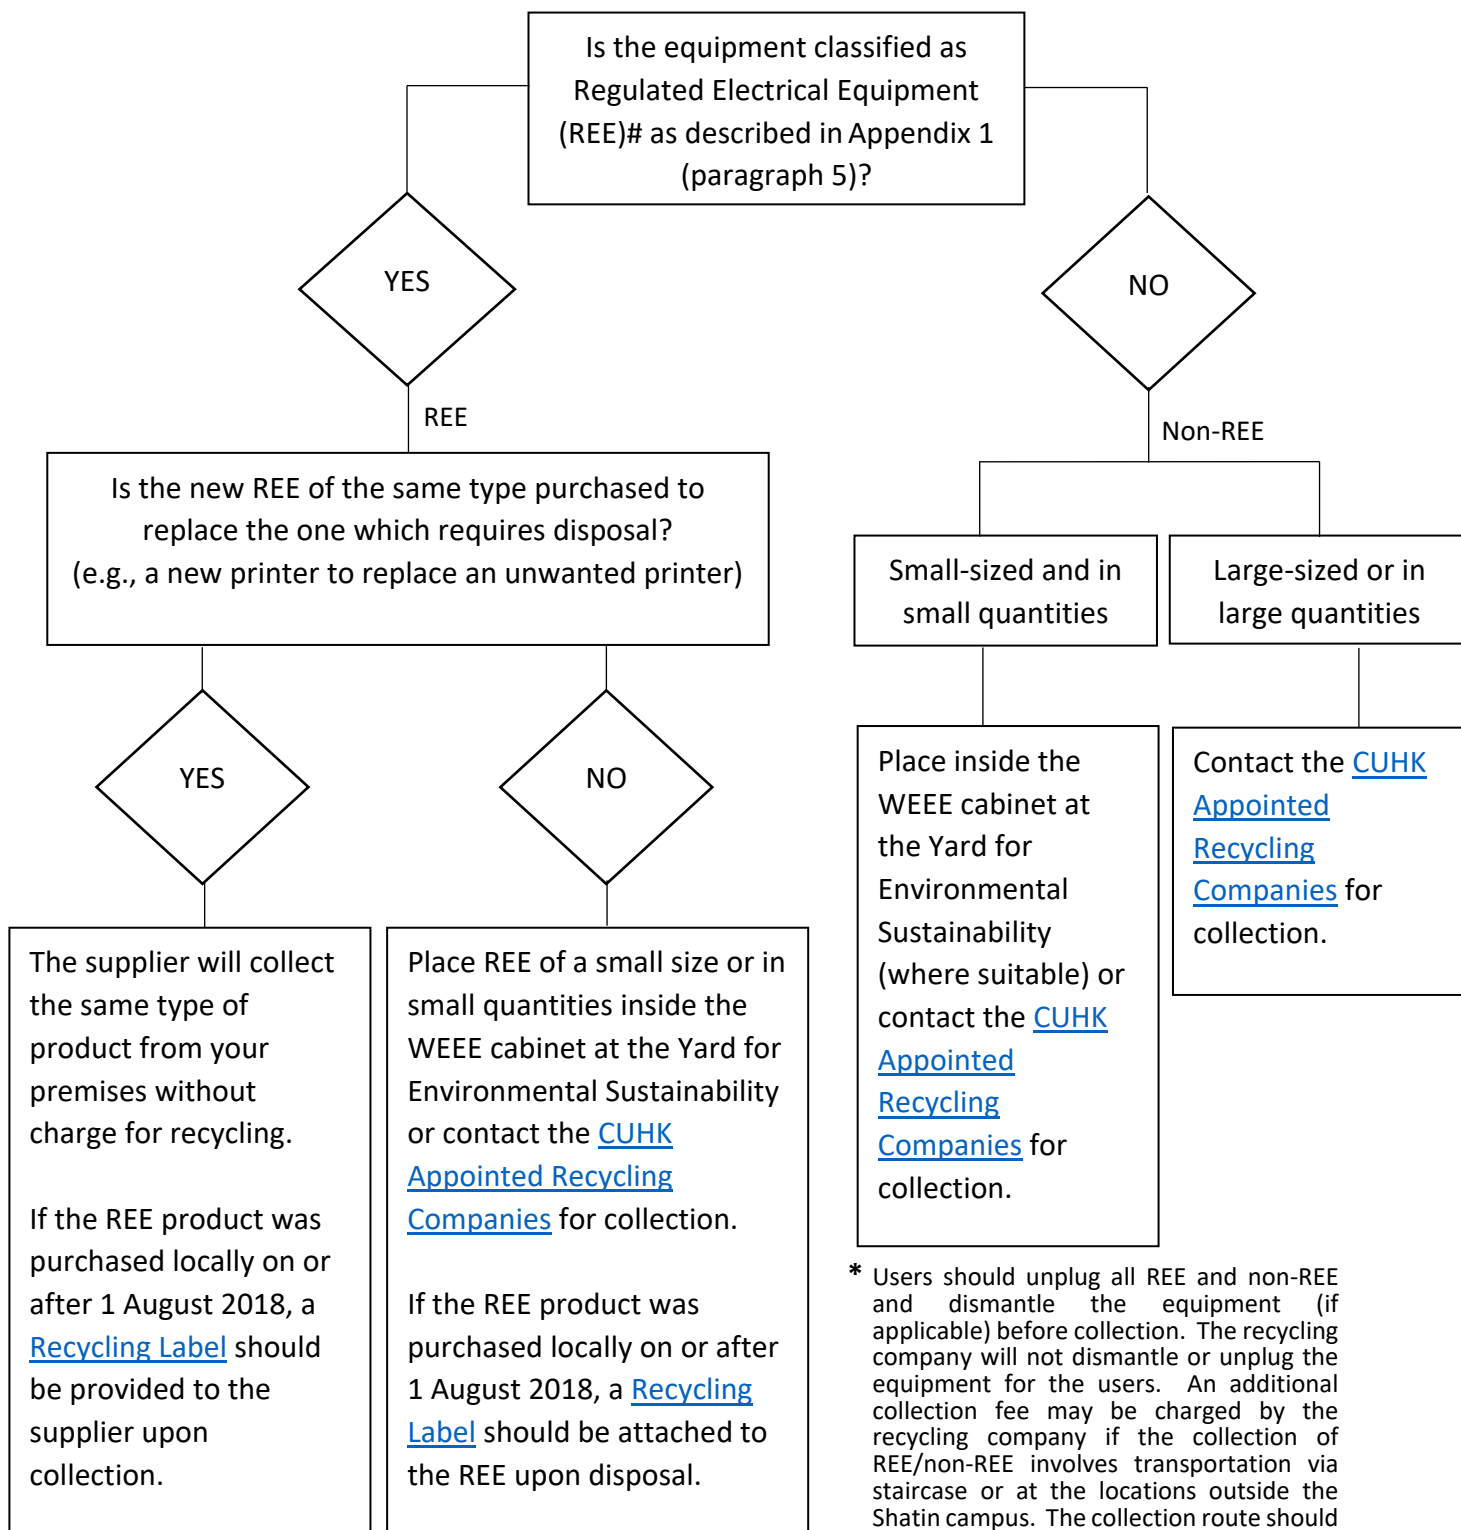 Is the equipment classified as
Regulated Electrical Equipment
(REE)# as described in Appendix 1
(paragraph 5)?
YES
NO
REE
Non-REE
Is the new REE of the same type purchased to
replace the one which requires disposal?
(e.g., a new printer to replace an unwanted printer)
Small-sized and in
small quantities
Large-sized or in
large quantities
YES
NO
Place inside the
WEEE cabinet at
the Yard for
Environmental
Sustainability
(where suitable) or
contact the CUHK
Appointed
Recycling
Companies for
collection.
Contact the CUHK
Appointed
Recycling
Companies for
collection.
The supplier will collect
the same type of
product from your
premises without
charge for recycling.
If the REE product was
purchased locally on or
after 1 August 2018, a
Recycling Label should
be provided to the
supplier upon
collection.
Place REE of a small size or in
small quantities inside the
WEEE cabinet at the Yard for
Environmental Sustainability
or contact the CUHK
Appointed Recycling
Companies for collection.
If the REE product was
purchased locally on or after
1 August 2018, a Recycling
Label should be attached to
the REE upon disposal.
* Users should unplug all REE and non-REE
and dismantle the equipment (if
applicable) before collection. The recycling
company will not dismantle or unplug the
equipment for the users. An additional
collection fee may be charged by the
recycling company if the collection of
REE/non-REE involves transportation via
staircase or at the locations outside the
Shatin campus. The collection route should